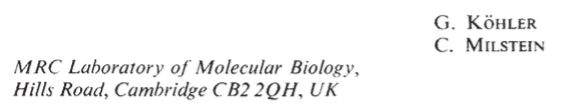 G. KÖHLER
C. MILSTEIN
MRC Laboratory of Molecular Biology,
Hills Road, Cambridge CB2 2QH, UK